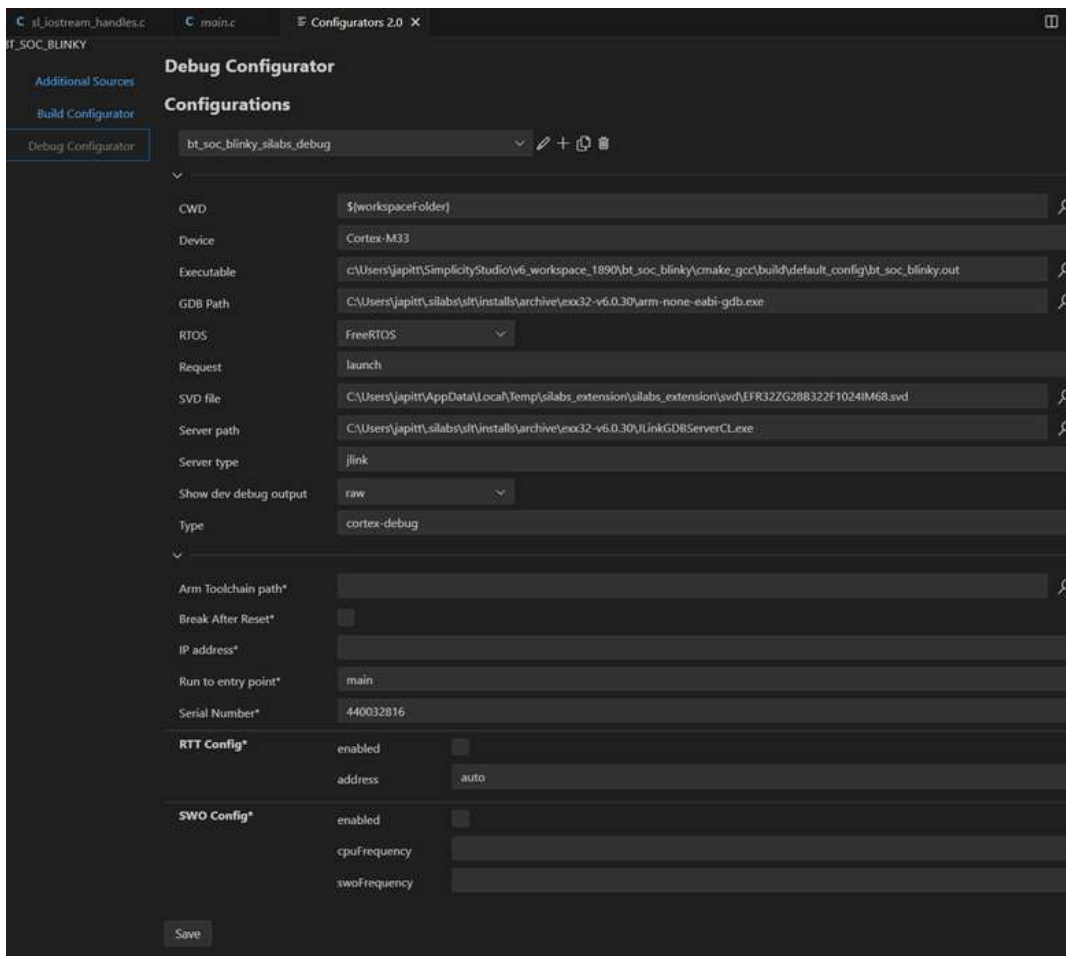 sl_iostream_handles.c
main.c
Configurators 2.0
BT_SOC_BLINKY
Additional Sources
Build Configurator
Debug Configurator
Debug Configurator
Configurations
bt_soc_blinky_silabs_debug
CWD ${workspaceFolder}
Device Cortex-M33
Executable c:\Users\japitt\SimplicityStudio\v6_workspace_1890\bt_soc_blinky\cmake_gcc\build\default_config\bt_soc_blinky.out
GDB Path C:\Users\japitt\.silabs\slt\installs\archive\exx32-v6.0.30\arm-none-eabi-gdb.exe
RTOS FreeRTOS
Request launch
SVD file C:\Users\japitt\AppData\Local\Temp\silabs_extension\silabs_extension\svd\EFR32ZG28B322F1024IM68.svd
Server path C:\Users\japitt\.silabs\slt\installs\archive\exx32-v6.0.30\JLinkGDBServerCL.exe
Server type jlink
Show dev debug output raw
Type cortex-debug
Arm Toolchain path*
Break After Reset*
IP address*
Run to entry point* main
Serial Number* 440032816
RTT Config* enabled
address auto
SWO Config* enabled
cpuFrequency
swoFrequency
Save